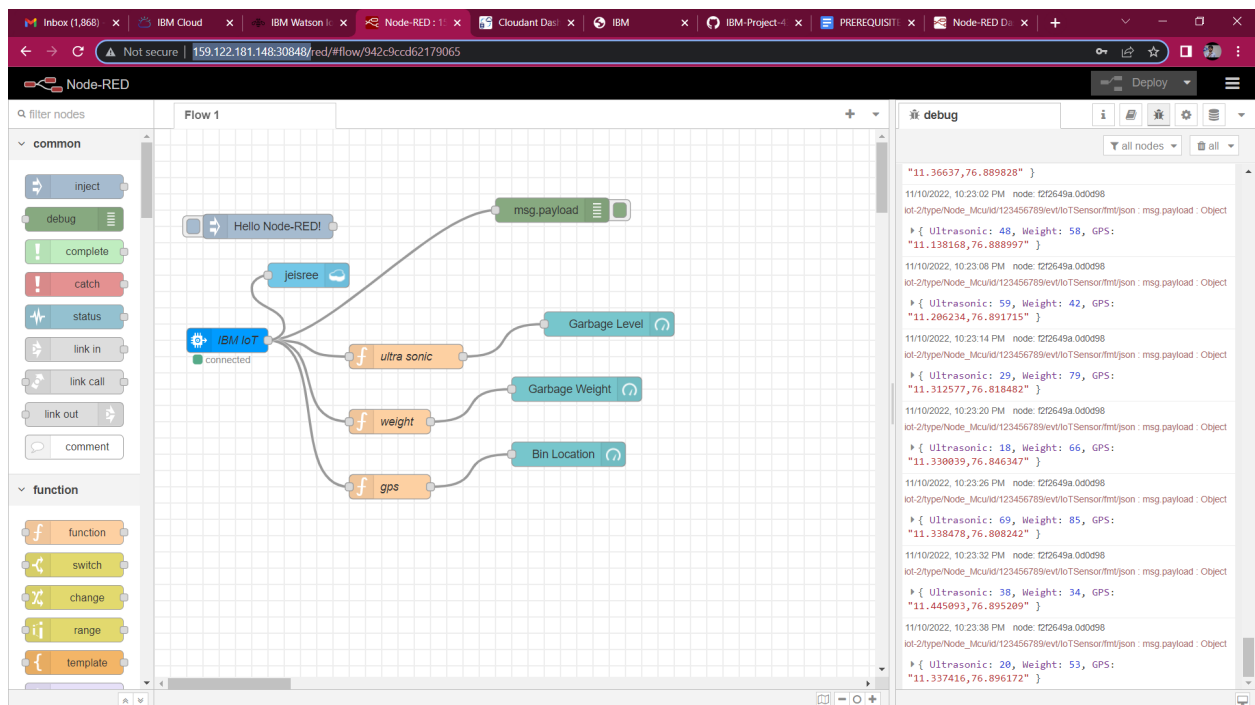 Inbox (1,868)
IBM Cloud
IBM Watson Io
Node-RED : 15
Cloudant Dash
IBM
IBM-Project-4
PREREQUISITE
Node-RED Da
Not secure | 159.122.181.148:30848/red/#flow/942c9ccd62179065
Node-RED
Deploy
filter nodes
common
inject
debug
complete
catch
status
link in
link call
link out
comment
function
function
switch
change
range
template
Flow 1
Hello Node-RED!
msg.payload
jeisree
IBM IoT
connected
ultra sonic
Garbage Level
weight
Garbage Weight
gps
Bin Location
debug
all nodes
all
"11.36637,76.889828" }
11/10/2022, 10:23:02 PM node: f2f2649a.0d0d98
iot-2/type/Node_Mcu/id/123456789/evt/IoTSensor/fmt/json : msg.payload : Object
{ Ultrasonic: 48, Weight: 58, GPS:
"11.138168,76.888997" }
11/10/2022, 10:23:08 PM node: f2f2649a.0d0d98
iot-2/type/Node_Mcu/id/123456789/evt/IoTSensor/fmt/json : msg.payload : Object
{ Ultrasonic: 59, Weight: 42, GPS:
"11.206234,76.891715" }
11/10/2022, 10:23:14 PM node: f2f2649a.0d0d98
iot-2/type/Node_Mcu/id/123456789/evt/IoTSensor/fmt/json : msg.payload : Object
{ Ultrasonic: 29, Weight: 79, GPS:
"11.312577,76.818482" }
11/10/2022, 10:23:20 PM node: f2f2649a.0d0d98
iot-2/type/Node_Mcu/id/123456789/evt/IoTSensor/fmt/json : msg.payload : Object
{ Ultrasonic: 18, Weight: 66, GPS:
"11.330039,76.846347" }
11/10/2022, 10:23:26 PM node: f2f2649a.0d0d98
iot-2/type/Node_Mcu/id/123456789/evt/IoTSensor/fmt/json : msg.payload : Object
{ Ultrasonic: 69, Weight: 85, GPS:
"11.338478,76.808242" }
11/10/2022, 10:23:32 PM node: f2f2649a.0d0d98
iot-2/type/Node_Mcu/id/123456789/evt/IoTSensor/fmt/json : msg.payload : Object
{ Ultrasonic: 38, Weight: 34, GPS:
"11.445093,76.895209" }
11/10/2022, 10:23:38 PM node: f2f2649a.0d0d98
iot-2/type/Node_Mcu/id/123456789/evt/IoTSensor/fmt/json : msg.payload : Object
{ Ultrasonic: 20, Weight: 53, GPS:
"11.337416,76.896172" }